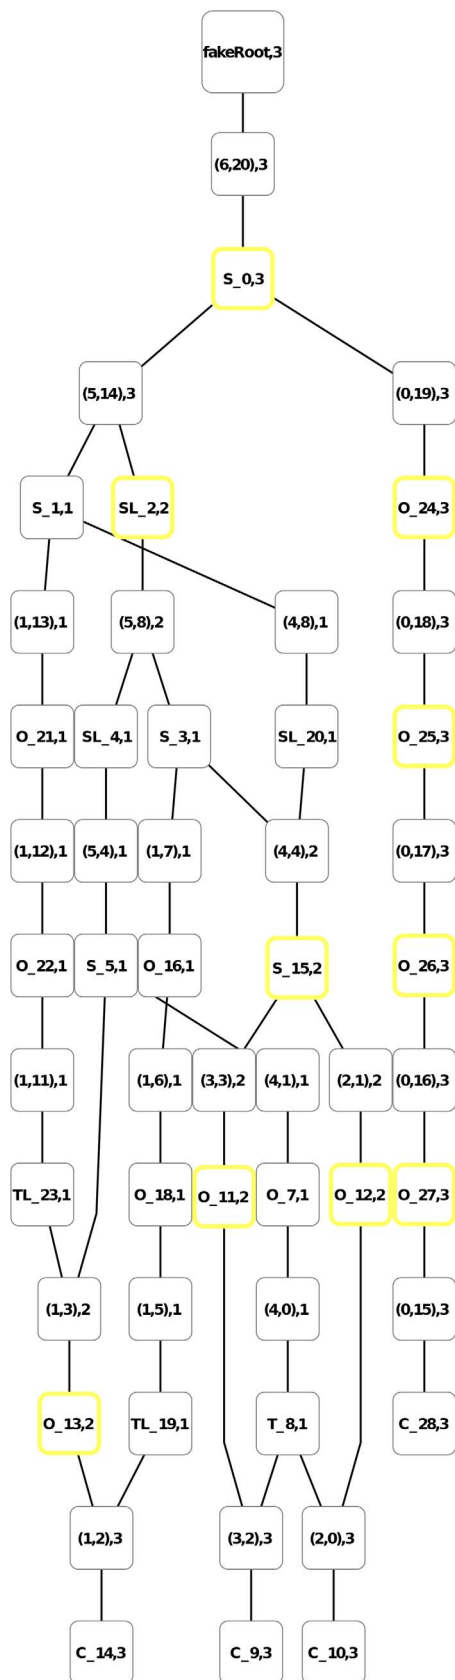 fakeRoot,3
(6,20),3
S_0,3
(5,14),3 (0,19),3
S_1,1 SL_2,2 O_24,3
(1,13),1 (5,8),2 (4,8),1 (0,18),3
O_21,1 SL_4,1 S_3,1 SL_20,1 O_25,3
(1,12),1 (5,4),1 (1,7),1 (4,4),2 (0,17),3
O_22,1 S_5,1 O_16,1 S_15,2 O_26,3
(1,11),1 (1,6),1 (3,3),2 (4,1),1 (2,1),2 (0,16),3
TL_23,1 O_18,1 O_11,2 O_7,1 O_12,2 O_27,3
(1,3),2 (1,5),1 (4,0),1 (0,15),3
O_13,2 TL_19,1 T_8,1 C_28,3
(1,2),3 (3,2),3 (2,0),3
C_14,3 C_9,3 C_10,3